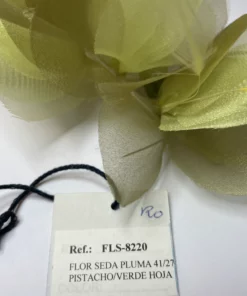 Ref.: FLS-8220
FLOR SEDA PLUMA 41/27
PISTACHO/VERDE HOJA